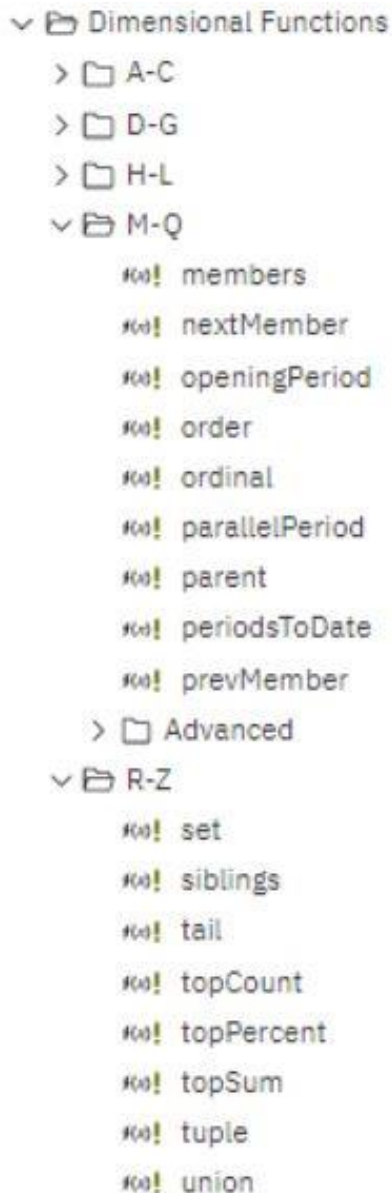 Dimensional Functions
A-C
D-G
H-L
M-Q
f(x)! members
f(x)! nextMember
f(x)! openingPeriod
f(x)! order
f(x)! ordinal
f(x)! parallelPeriod
f(x)! parent
f(x)! periodsToDate
f(x)! prevMember
Advanced
R-Z
f(x)! set
f(x)! siblings
f(x)! tail
f(x)! topCount
f(x)! topPercent
f(x)! topSum
f(x)! tuple
f(x)! union